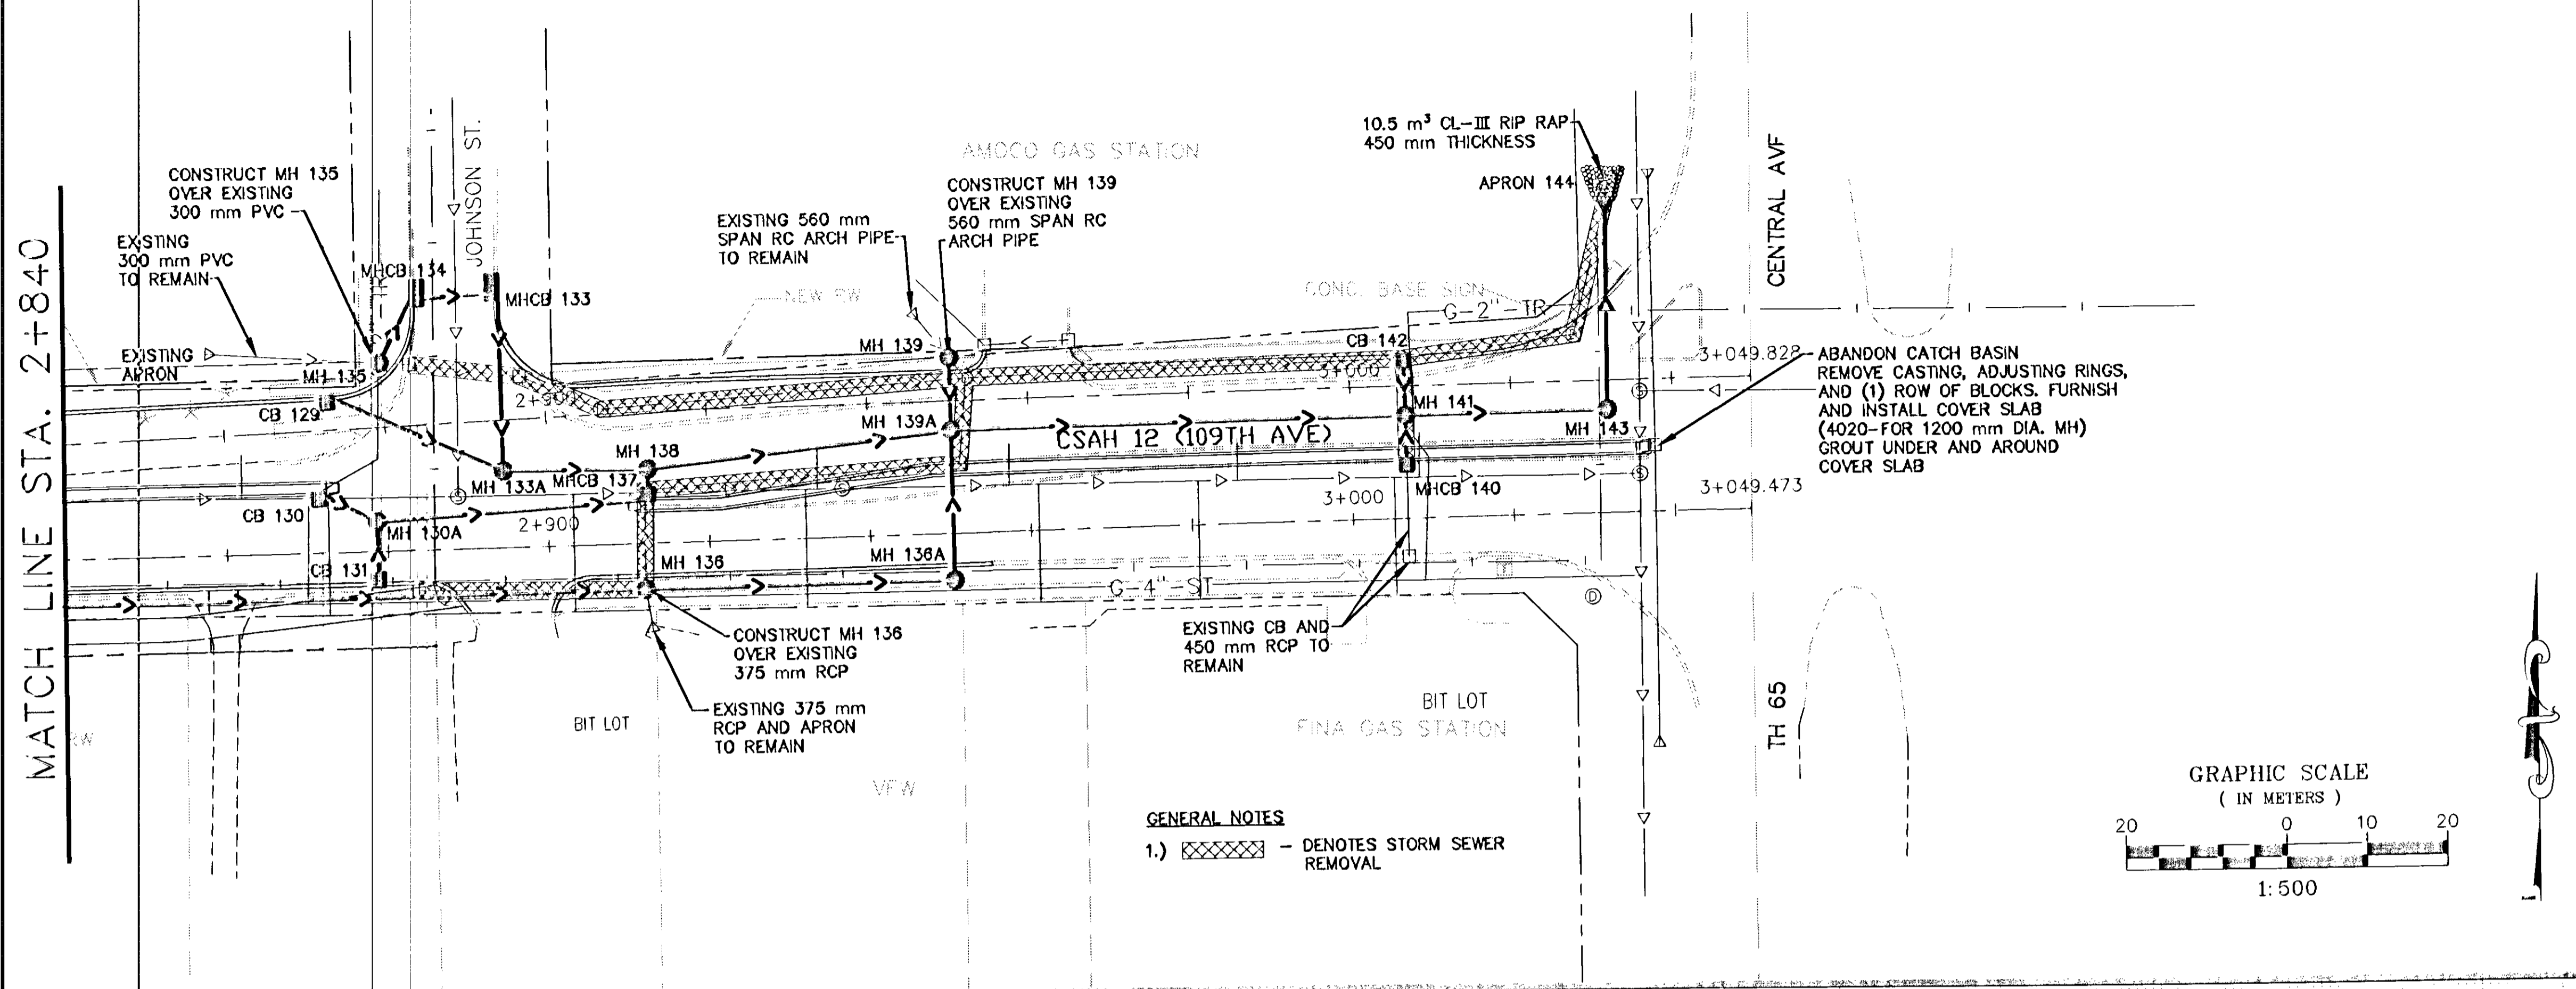 MATCH LINE STA. 2+840
CONSTRUCT MH 135
OVER EXISTING
300 mm PVC
EXISTING
300 mm PVC
TO REMAIN
EXISTING
APRON
MH 135
MHCB 134
JOHNSON ST.
MHCB 133
CB 129
CB 130
CB 131
MH 130A
MH 133A
MHCB 137
MH 138
2+900
2+900
NEW RW
EXISTING 560 mm
SPAN RC ARCH PIPE
TO REMAIN
AMOCO GAS STATION
CONSTRUCT MH 139
OVER EXISTING
560 mm SPAN RC
ARCH PIPE
MH 139
MH 139A
MH 136
MH 136A
CONSTRUCT MH 136
OVER EXISTING
375 mm RCP
EXISTING 375 mm
RCP AND APRON
TO REMAIN
BIT LOT
VFW
RW
CSAH 12 (109TH AVE)
10.5 m³ CL-III RIP RAP
450 mm THICKNESS
APRON 144
CONC. BASE SIGN
G-2"-TR
CB 142
3+000
MH 141
MH 143
MHCB 140
3+000
G-4"-ST
EXISTING CB AND
450 mm RCP TO
REMAIN
BIT LOT
FINA GAS STATION
CENTRAL AVE
TH 65
3+049.828
3+049.473
ABANDON CATCH BASIN
REMOVE CASTING, ADJUSTING RINGS,
AND (1) ROW OF BLOCKS. FURNISH
AND INSTALL COVER SLAB
(4020-FOR 1200 mm DIA. MH)
GROUT UNDER AND AROUND
COVER SLAB
S
S
S
D
T
GENERAL NOTES
1.) - DENOTES STORM SEWER
REMOVAL
GRAPHIC SCALE
( IN METERS )
20 0 10 20
1:500